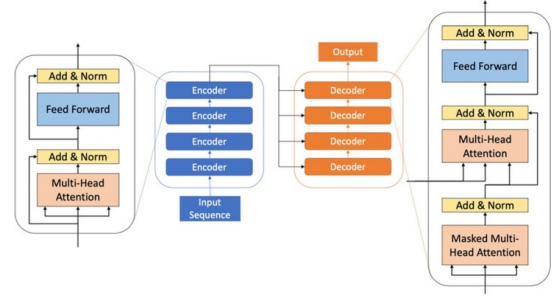 Add & Norm
Feed Forward
Add & Norm
Multi-Head
Attention
Encoder
Encoder
Encoder
Encoder
Input
Sequence
Output
Decoder
Decoder
Decoder
Decoder
Add & Norm
Feed Forward
Add & Norm
Multi-Head
Attention
Add & Norm
Masked Multi-
Head Attention